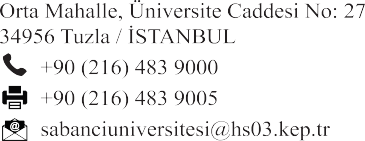 Orta Mahalle, Üniversite Caddesi No: 27
34956 Tuzla / İSTANBUL
+90 (216) 483 9000
+90 (216) 483 9005
sabanciuniversitesi@hs03.kep.tr